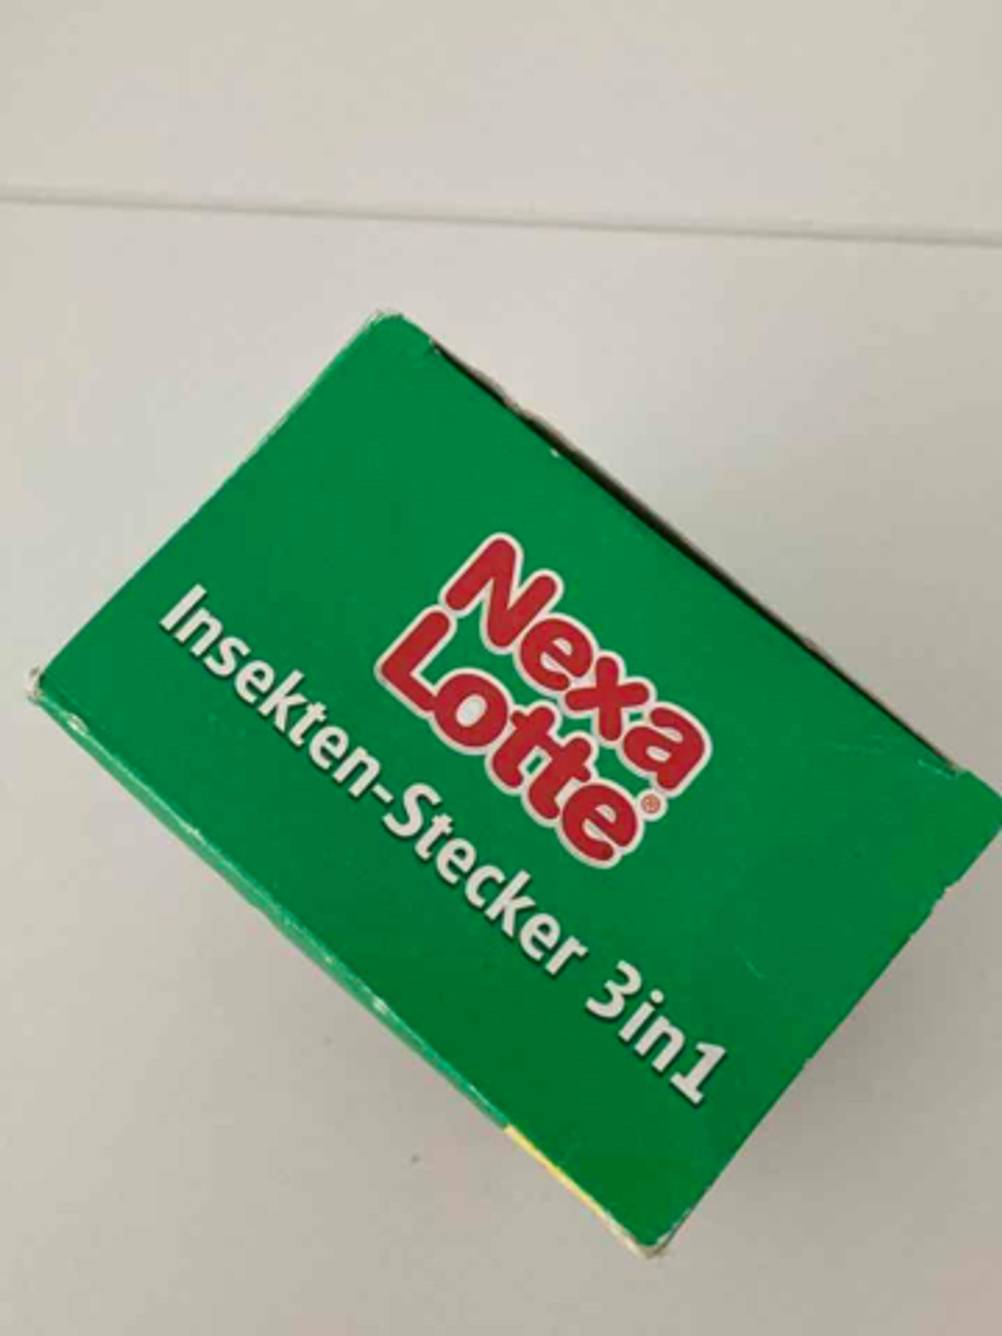 Nexa
Lotte®
Insekten-Stecker 3in1